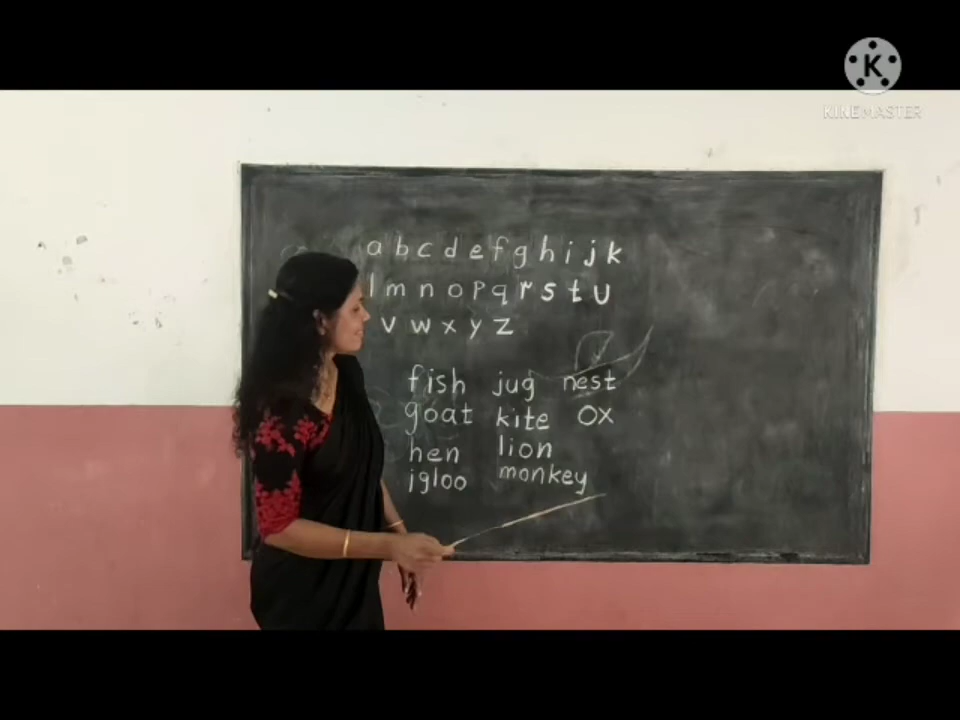 K
KINEMASTER
a b c d e f g h i j k
l m n o p q r s t u
v w x y z
fish jug nest
goat kite ox
hen lion
igloo monkey